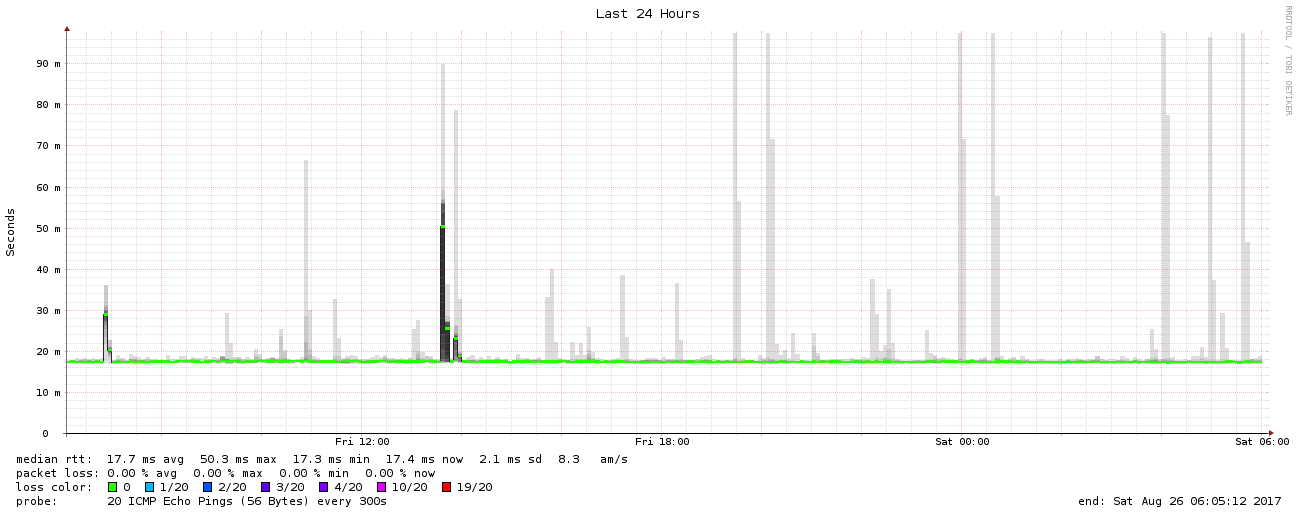 Last 24 Hours
RRDTOOL / TOBI OETIKER
Seconds
90 m
80 m
70 m
60 m
50 m
40 m
30 m
20 m
10 m
0
Fri 12:00 Fri 18:00 Sat 00:00 Sat 06:00
median rtt: 17.7 ms avg 50.3 ms max 17.3 ms min 17.4 ms now 2.1 ms sd 8.3 am/s
packet loss: 0.00 % avg 0.00 % max 0.00 % min 0.00 % now
loss color: 0 1/20 2/20 3/20 4/20 10/20 19/20
probe: 20 ICMP Echo Pings (56 Bytes) every 300s end: Sat Aug 26 06:05:12 2017